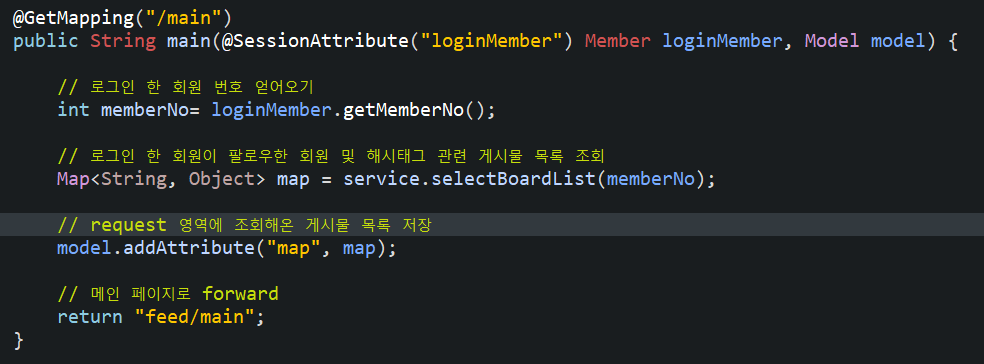 @GetMapping("/main")
public String main(@SessionAttribute("loginMember") Member loginMember, Model model) {
// 로그인 한 회원 번호 얻어오기
int memberNo= loginMember.getMemberNo();
// 로그인 한 회원이 팔로우한 회원 및 해시태그 관련 게시물 목록 조회
Map<String, Object> map = service.selectBoardList(memberNo);
// request 영역에 조회해온 게시물 목록 저장
model.addAttribute("map", map);
// 메인 페이지로 forward
return "feed/main";
}